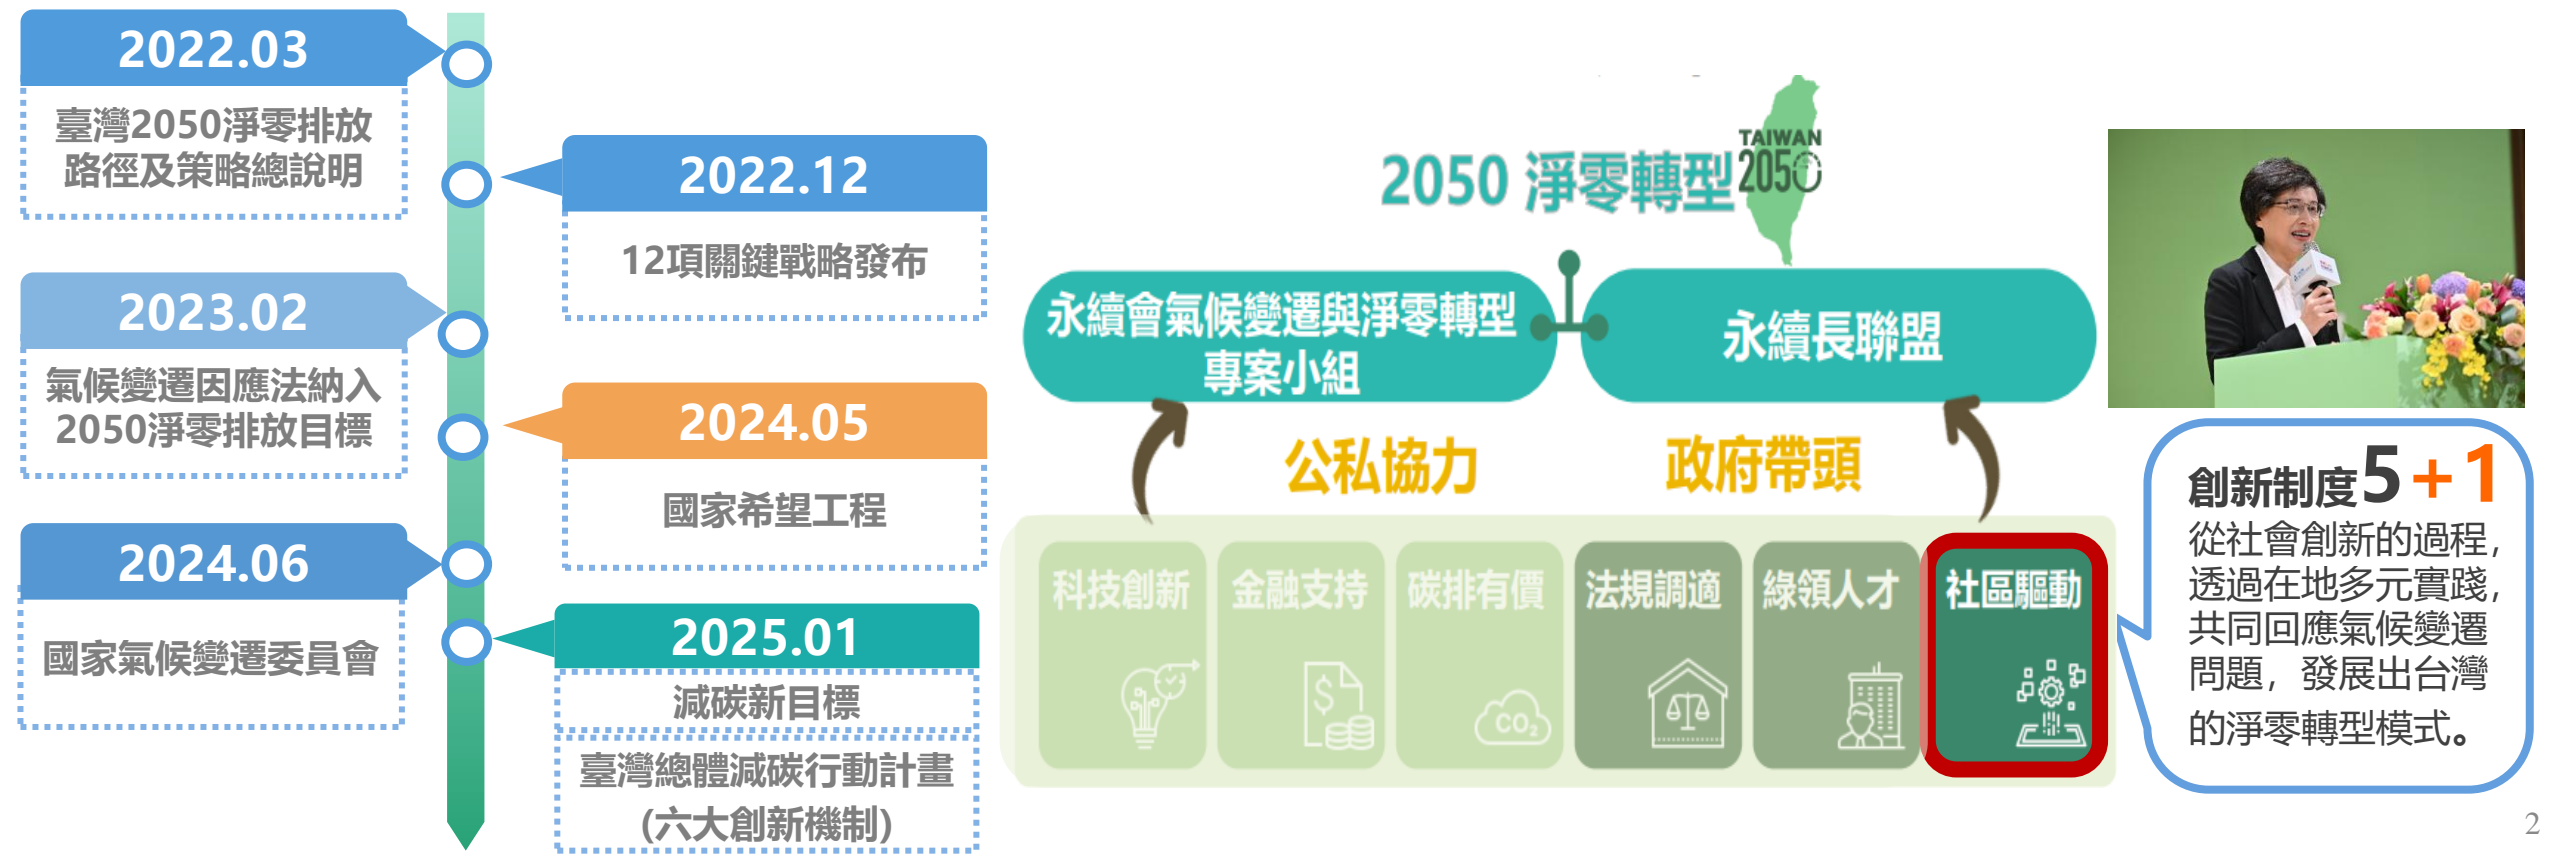 2022.03
臺灣2050淨零排放
路徑及策略總說明
2022.12
12項關鍵戰略發布
2023.02
氣候變遷因應法納入
2050淨零排放目標
2024.05
國家希望工程
2024.06
國家氣候變遷委員會
2025.01
減碳新目標
臺灣總體減碳行動計畫
(六大創新機制)
2050 淨零轉型
TAIWAN
2050
永續會氣候變遷與淨零轉型
專案小組
永續長聯盟
公私協力
政府帶頭
科技創新
金融支持
碳排有價
CO₂
法規調適
綠領人才
社區驅動
創新制度5+1
從社會創新的過程，
透過在地多元實踐，
共同回應氣候變遷
問題，發展出台灣
的淨零轉型模式。
2